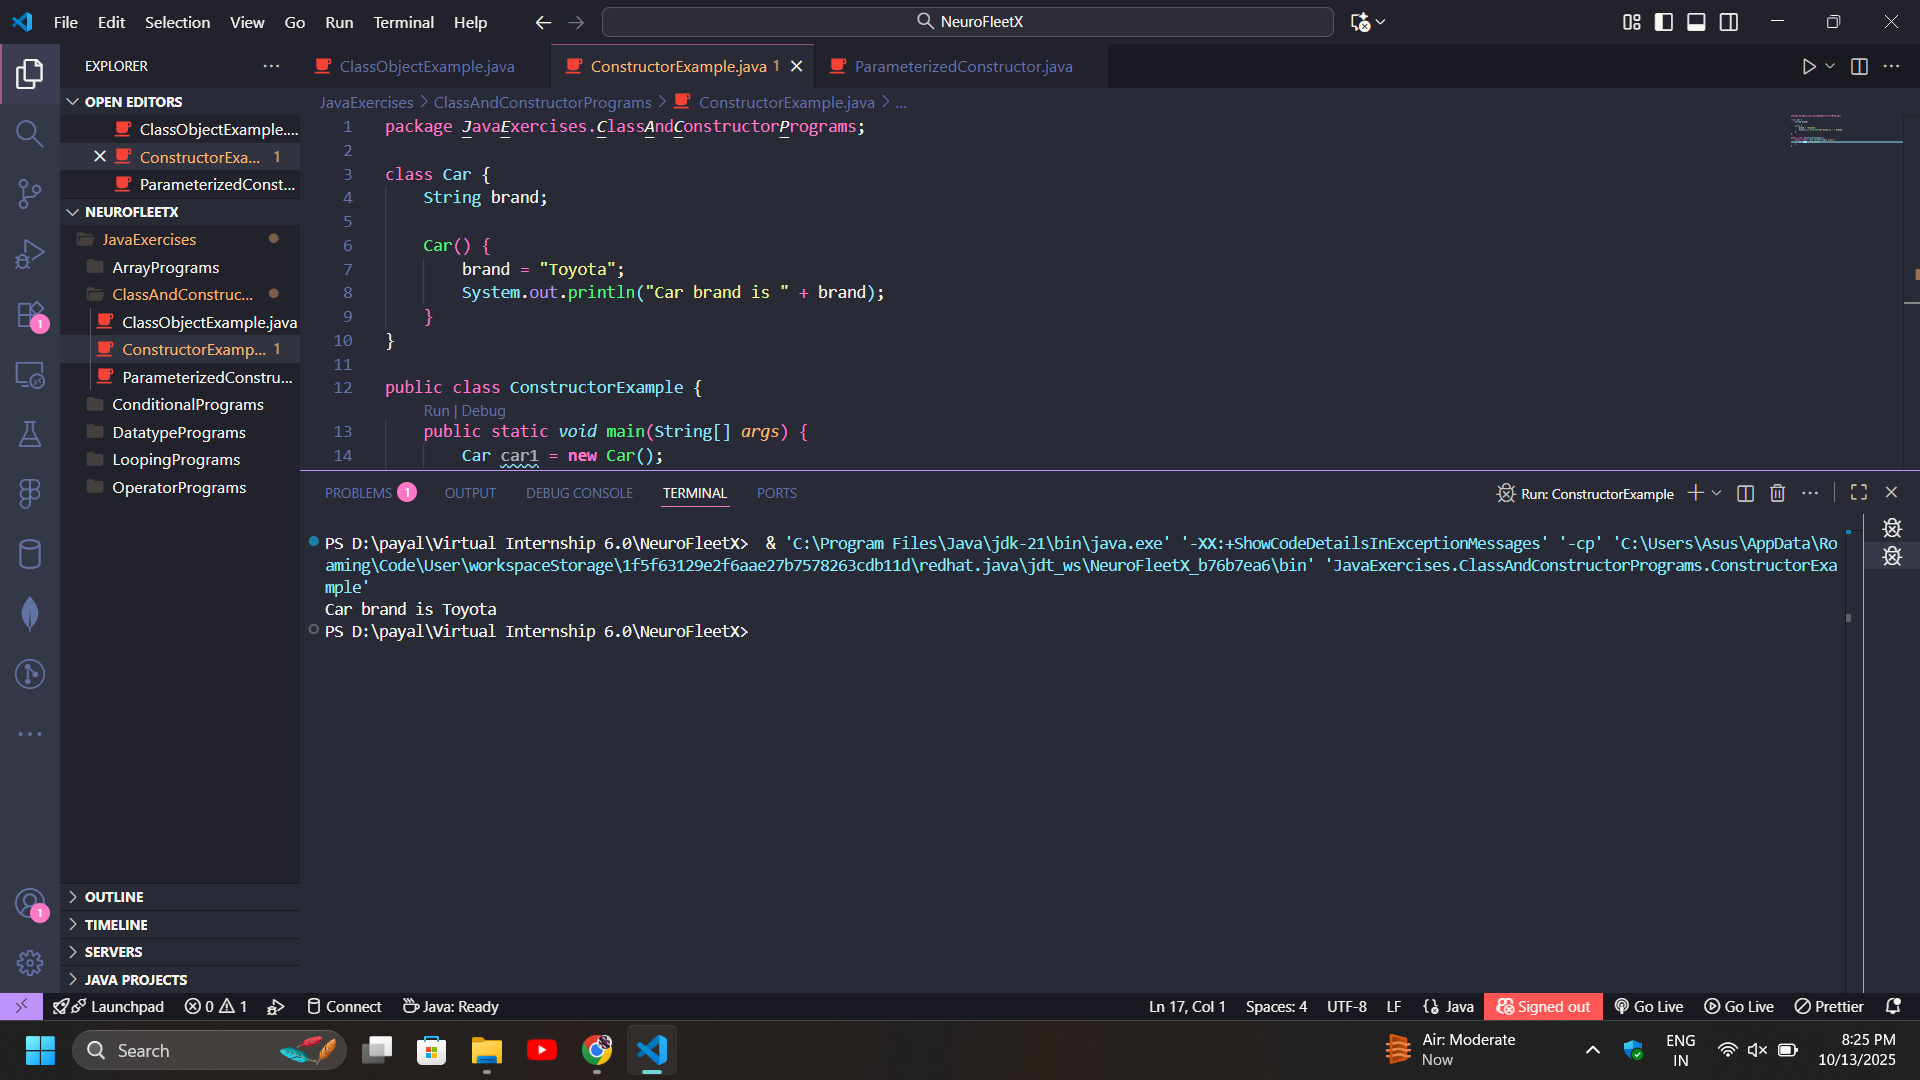 File Edit Selection View Go Run Terminal Help
NeuroFleetX
EXPLORER
ClassObjectExample.java
ConstructorExample.java 1
ParameterizedConstructor.java
OPEN EDITORS
ClassObjectExample....
ConstructorExa... 1
ParameterizedConst...
NEUROFLEETX
JavaExercises
ArrayPrograms
ClassAndConstruc...
ClassObjectExample.java
ConstructorExamp... 1
ParameterizedConstru...
ConditionalPrograms
DatatypePrograms
LoopingPrograms
OperatorPrograms
OUTLINE
TIMELINE
SERVERS
JAVA PROJECTS
1
1
JavaExercises > ClassAndConstructorPrograms > ConstructorExample.java > ...
1 package JavaExercises.ClassAndConstructorPrograms;
2
3 class Car {
4 String brand;
5
6 Car() {
7 brand = "Toyota";
8 System.out.println("Car brand is " + brand);
9 }
10 }
11
12 public class ConstructorExample {
Run | Debug
13 public static void main(String[] args) {
14 Car car1 = new Car();
PROBLEMS 1 OUTPUT DEBUG CONSOLE TERMINAL PORTS
Run: ConstructorExample
PS D:\payal\Virtual Internship 6.0\NeuroFleetX> & 'C:\Program Files\Java\jdk-21\bin\java.exe' '-XX:+ShowCodeDetailsInExceptionMessages' '-cp' 'C:\Users\Asus\AppData\Ro
aming\Code\User\workspaceStorage\1f5f63129e2f6aae27b7578263cdb11d\redhat.java\jdt_ws\NeuroFleetX_b76b7ea6\bin' 'JavaExercises.ClassAndConstructorPrograms.ConstructorExa
mple'
Car brand is Toyota
PS D:\payal\Virtual Internship 6.0\NeuroFleetX>
Launchpad 0 1 Connect Java: Ready
Ln 17, Col 1 Spaces: 4 UTF-8 LF {} Java Signed out Go Live Go Live Prettier
Search
Air: Moderate
Now
ENG
IN
8:25 PM
10/13/2025